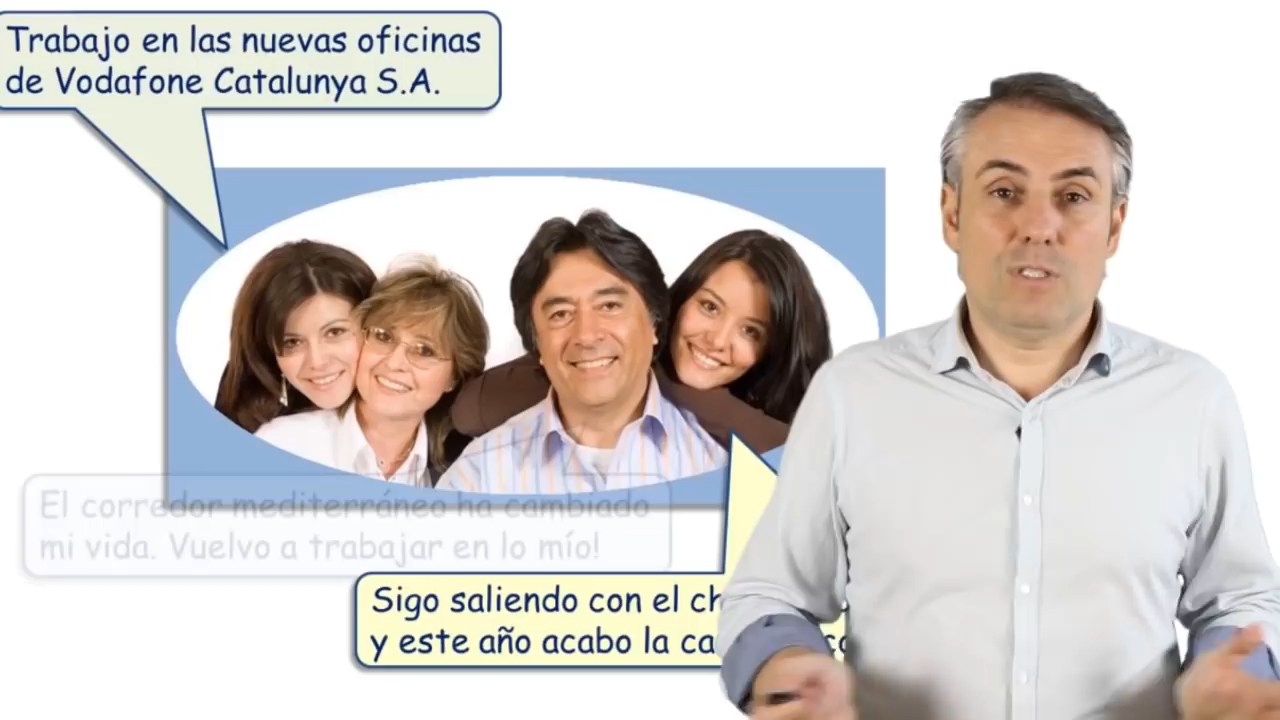 Trabajo en las nuevas oficinas
de Vodafone Catalunya S.A.
El corredor mediterráneo ha cambiado
mi vida. Vuelvo a trabajar en lo mío!
Sigo saliendo con el
y este año acabo la